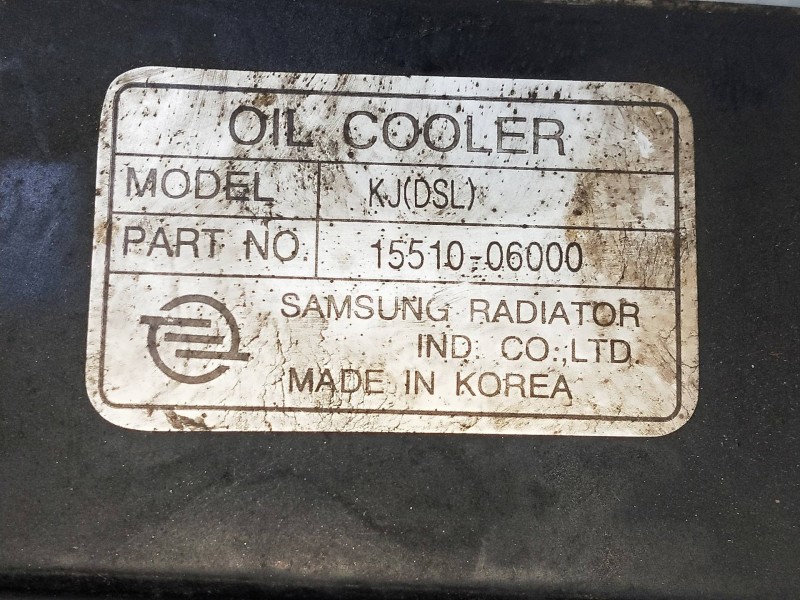 OIL COOLER
MODEL KJ(DSL)
PART NO. 15510-06000
SAMSUNG RADIATOR
IND. CO.,LTD.
MADE IN KOREA